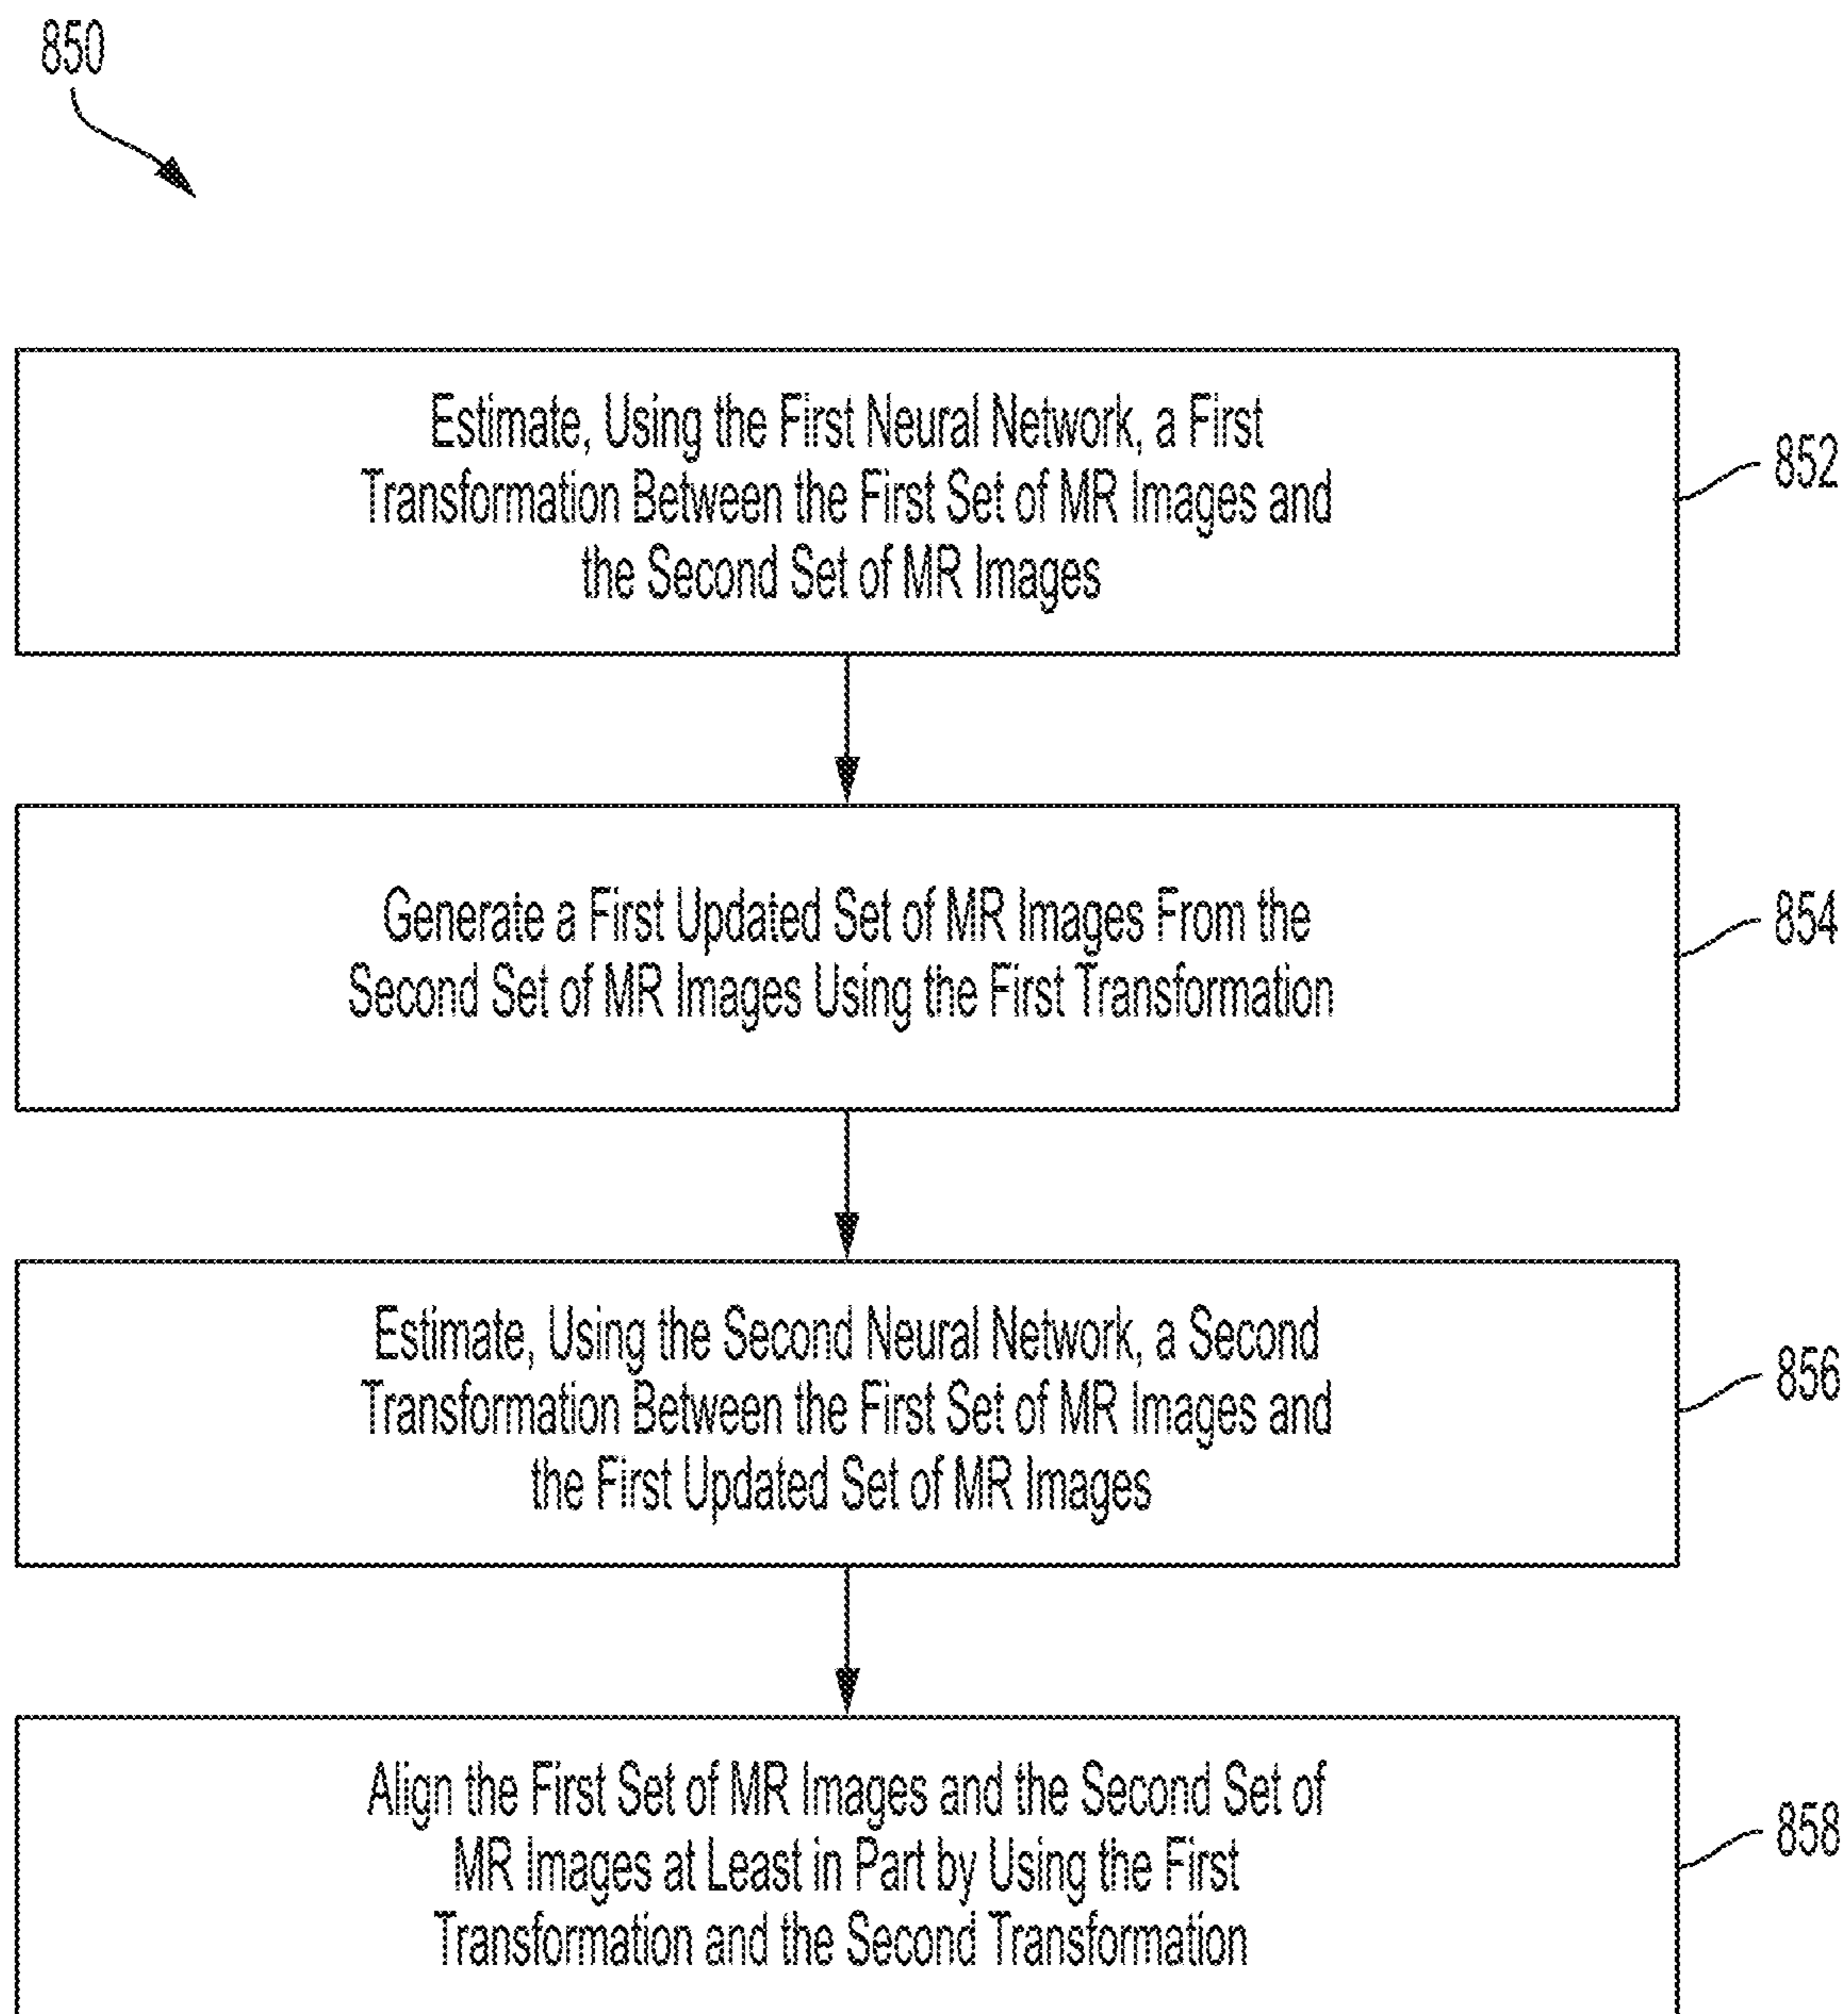 850
Estimate, Using the First Neural Network, a First
Transformation Between the First Set of MR Images and
the Second Set of MR Images
852
Generate a First Updated Set of MR Images From the
Second Set of MR Images Using the First Transformation
854
Estimate, Using the Second Neural Network, a Second
Transformation Between the First Set of MR Images and
the First Updated Set of MR Images
856
Align the First Set of MR Images and the Second Set of
MR Images at Least in Part by Using the First
Transformation and the Second Transformation
858